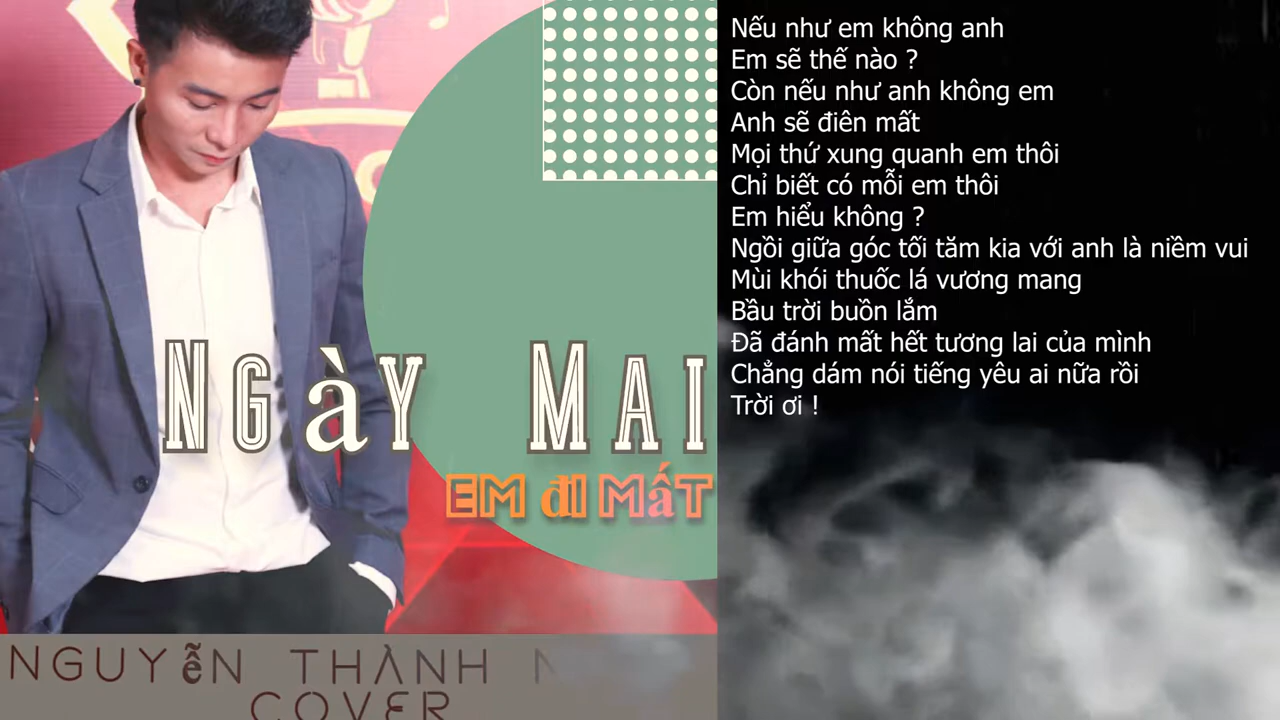 NGàY MAI
EM đI MấT
NGUYễN THÀNH
COVER
Nếu như em không anh
Em sẽ thế nào ?
Còn nếu như anh không em
Anh sẽ điên mất
Mọi thứ xung quanh em thôi
Chỉ biết có mỗi em thôi
Em hiểu không ?
Ngồi giữa góc tối tăm kia với anh là niềm vui
Mùi khói thuốc lá vương mang
Bầu trời buồn lắm
Đã đánh mất hết tương lai của mình
Chẳng dám nói tiếng yêu ai nữa rồi
Trời ơi !